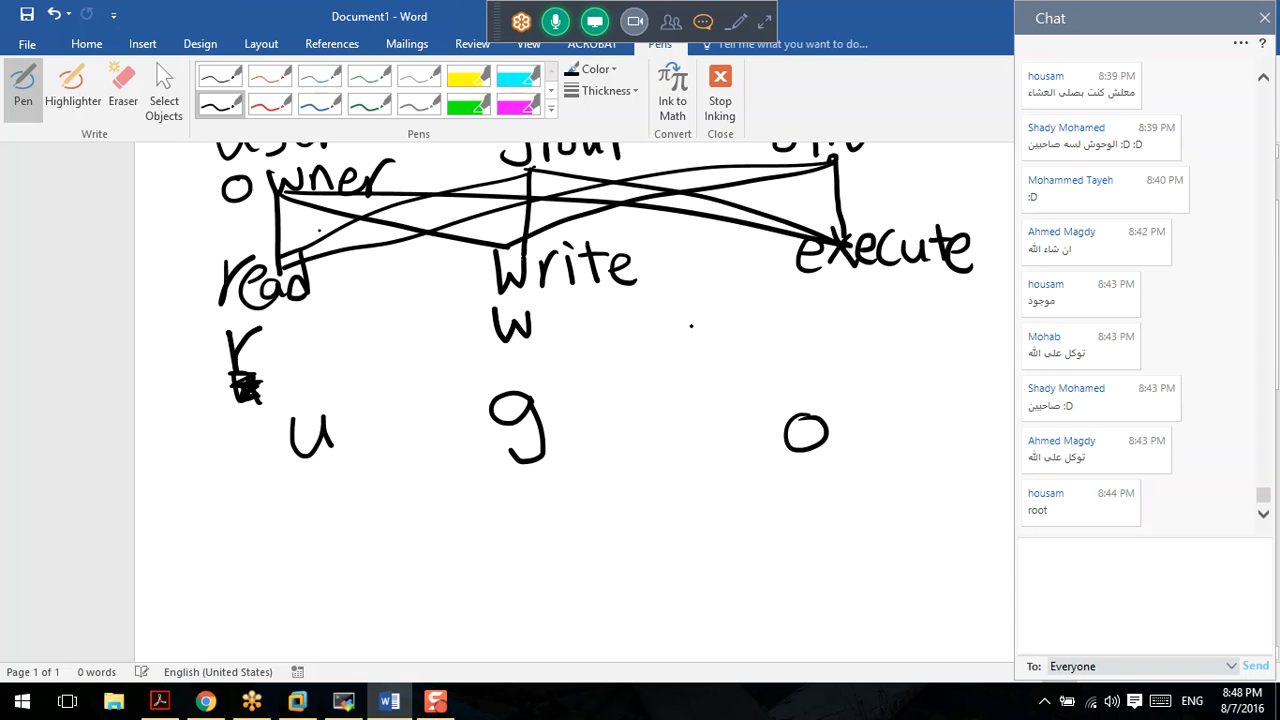 Document1 - Word
File Home Insert Design Layout References Mailings Review View ACROBAT Pens Tell me what you want to do...
Pen Highlighter Eraser Select Objects
Color
Thickness
Ink to Math
Stop Inking
Write Pens Convert Close
owner
read write execute
r w
u g o
Chat
housam 8:39 PM
معلش كنت بصلى العشاء
Shady Mohamed 8:39 PM
الوحوش لسه صاحيين :D :D
Mohammed Tayeh 8:40 PM
:D
Ahmed Magdy 8:42 PM
ان شاء الله
housam 8:43 PM
موجود
Mohab 8:43 PM
توكل على الله
Shady Mohamed 8:43 PM
صاحيين :D
Ahmed Magdy 8:43 PM
توكل على الله
housam 8:44 PM
root
To: Everyone Send
Page 1 of 1 0 words English (United States)
ENG
8:48 PM
8/7/2016